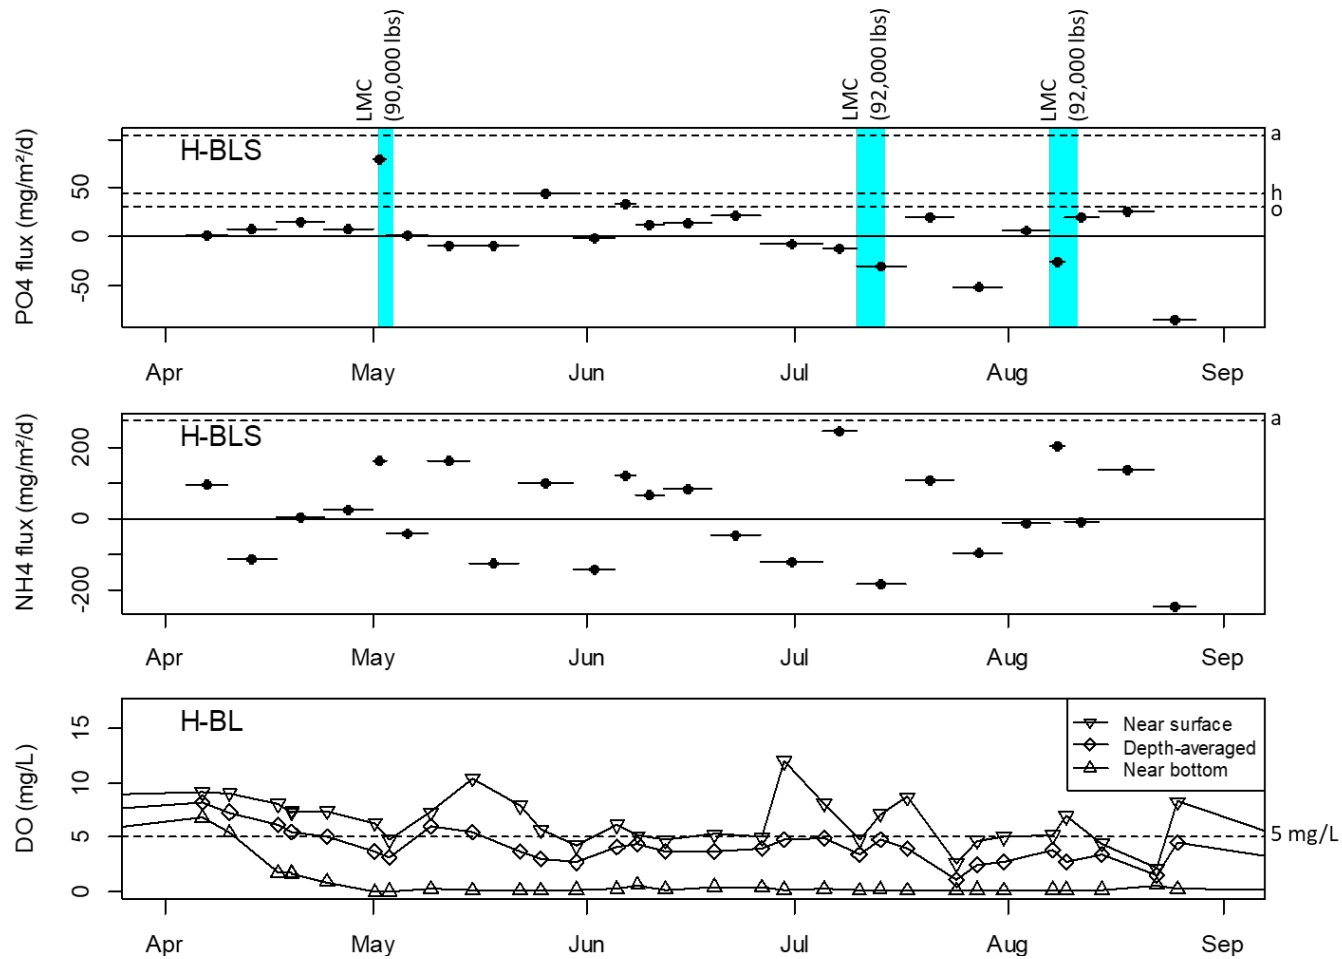 LMC
(90,000 lbs)
LMC
(92,000 lbs)
LMC
(92,000 lbs)
PO4 flux (mg/m²/d)
H-BLS
50
0
-50
a
h
o
Apr May Jun Jul Aug Sep
NH4 flux (mg/m²/d)
H-BLS
200
0
-200
a
Apr May Jun Jul Aug Sep
DO (mg/L)
H-BL
15
10
5
0
Near surface
Depth-averaged
Near bottom
5 mg/L
Apr May Jun Jul Aug Sep